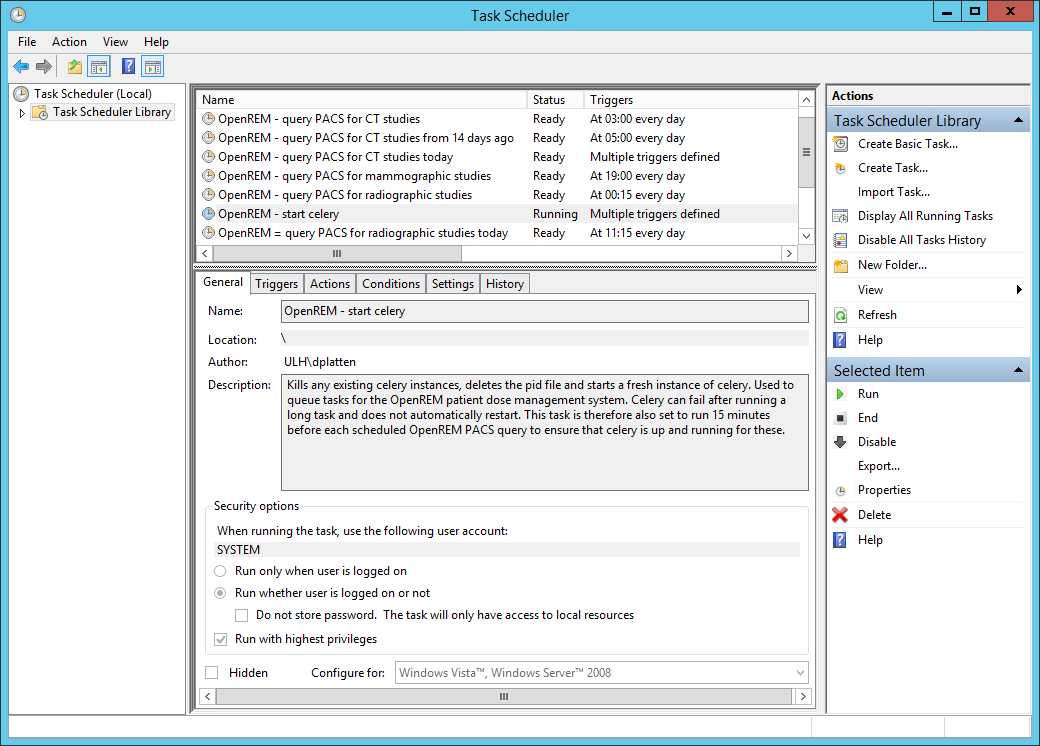 Task Scheduler
File Action View Help
Task Scheduler (Local)
Task Scheduler Library
Name Status Triggers
OpenREM - query PACS for CT studies Ready At 03:00 every day
OpenREM - query PACS for CT studies from 14 days ago Ready At 05:00 every day
OpenREM - query PACS for CT studies today Ready Multiple triggers defined
OpenREM - query PACS for mammographic studies Ready At 19:00 every day
OpenREM - query PACS for radiographic studies Ready At 00:15 every day
OpenREM - start celery Running Multiple triggers defined
OpenREM = query PACS for radiographic studies today Ready At 11:15 every day
General Triggers Actions Conditions Settings History
Name: OpenREM - start celery
Location: \
Author: ULH\dplatten
Description: Kills any existing celery instances, deletes the pid file and starts a fresh instance of celery. Used to
queue tasks for the OpenREM patient dose management system. Celery can fail after running a
long task and does not automatically restart. This task is therefore also set to run 15 minutes
before each scheduled OpenREM PACS query to ensure that celery is up and running for these.
Security options
When running the task, use the following user account:
SYSTEM
Run only when user is logged on
Run whether user is logged on or not
Do not store password. The task will only have access to local resources
Run with highest privileges
Hidden Configure for: Windows Vista™, Windows Server™ 2008
Actions
Task Scheduler Library
Create Basic Task...
Create Task...
Import Task...
Display All Running Tasks
Disable All Tasks History
New Folder...
View
Refresh
Help
Selected Item
Run
End
Disable
Export...
Properties
Delete
Help